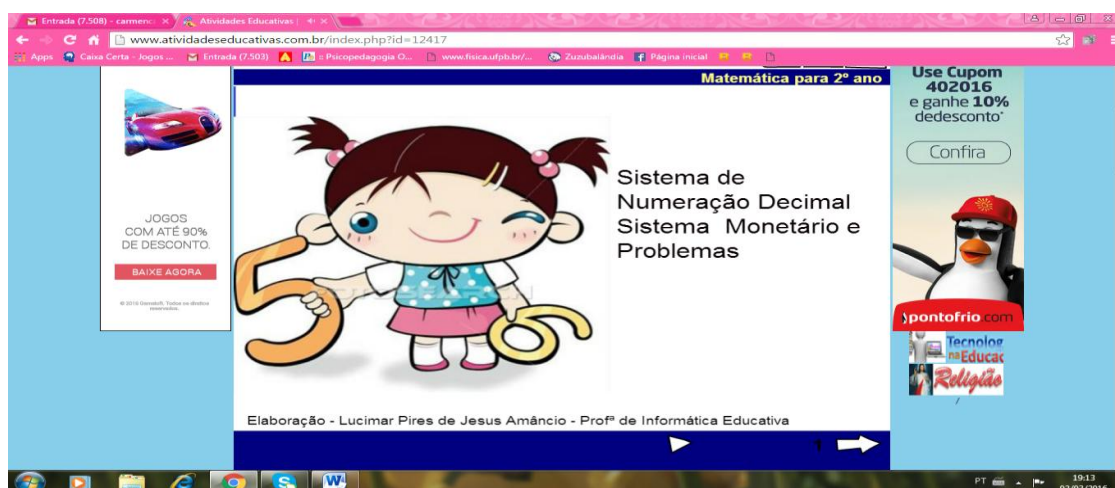 Entrada (7.508) - carmenc
Atividades Educativas |
www.atividadeseducativas.com.br/index.php?id=12417
Apps
Caixa Certa - Jogos ...
Entrada (7.503)
:: Psicopedagogia O...
www.fisica.ufpb.br/...
Zuzubalândia
Página inicial
Matemática para 2º ano
JOGOS
COM ATÉ 90%
DE DESCONTO.
BAIXE AGORA
Sistema de
Numeração Decimal
Sistema Monetário e
Problemas
5
6
Elaboração - Lucimar Pires de Jesus Amâncio - Profª de Informática Educativa
1
Use Cupom
402016
e ganhe 10%
dedesconto*
Confira
pontofrio.com
Tecnolog
na Educac
Religião
PT
19:13